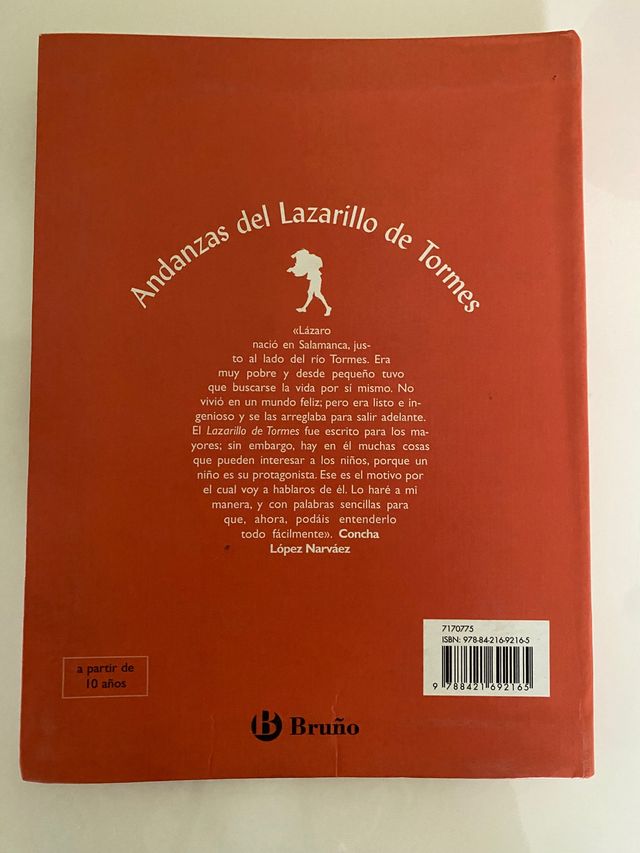 Andanzas del Lazarillo de Tormes
«Lázaro
nació en Salamanca, jus-
to al lado del río Tormes. Era
muy pobre y desde pequeño tuvo
que buscarse la vida por sí mismo. No
vivió en un mundo feliz; pero era listo e in-
genioso y se las arreglaba para salir adelante.
El Lazarillo de Tormes fue escrito para los ma-
yores; sin embargo, hay en él muchas cosas
que pueden interesar a los niños, porque un
niño es su protagonista. Ese es el motivo por
el cual voy a hablaros de él. Lo haré a mi
manera, y con palabras sencillas para
que, ahora, podáis entenderlo
todo fácilmente». Concha
López Narváez
7170775
ISBN: 978-84-216-9216-5
9 788421 692165
a partir de
10 años
B Bruño